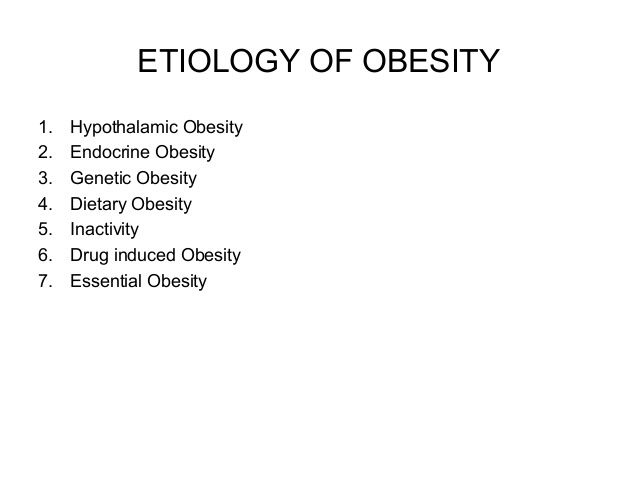 ETIOLOGY OF OBESITY
1. Hypothalamic Obesity
2. Endocrine Obesity
3. Genetic Obesity
4. Dietary Obesity
5. Inactivity
6. Drug induced Obesity
7. Essential Obesity